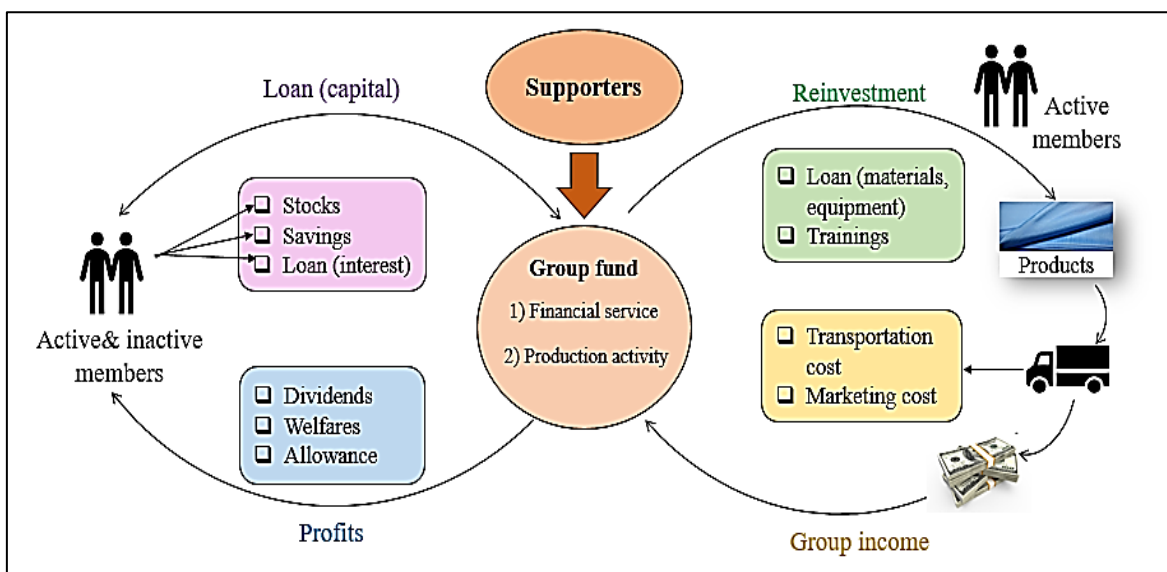 Supporters
Loan (capital)
Stocks
Savings
Loan (interest)
Active& inactive
members
Dividends
Welfares
Allowance
Profits
Group fund
1) Financial service
2) Production activity
Reinvestment
Active
members
Loan (materials,
equipment)
Trainings
Products
Transportation
cost
Marketing cost
Group income